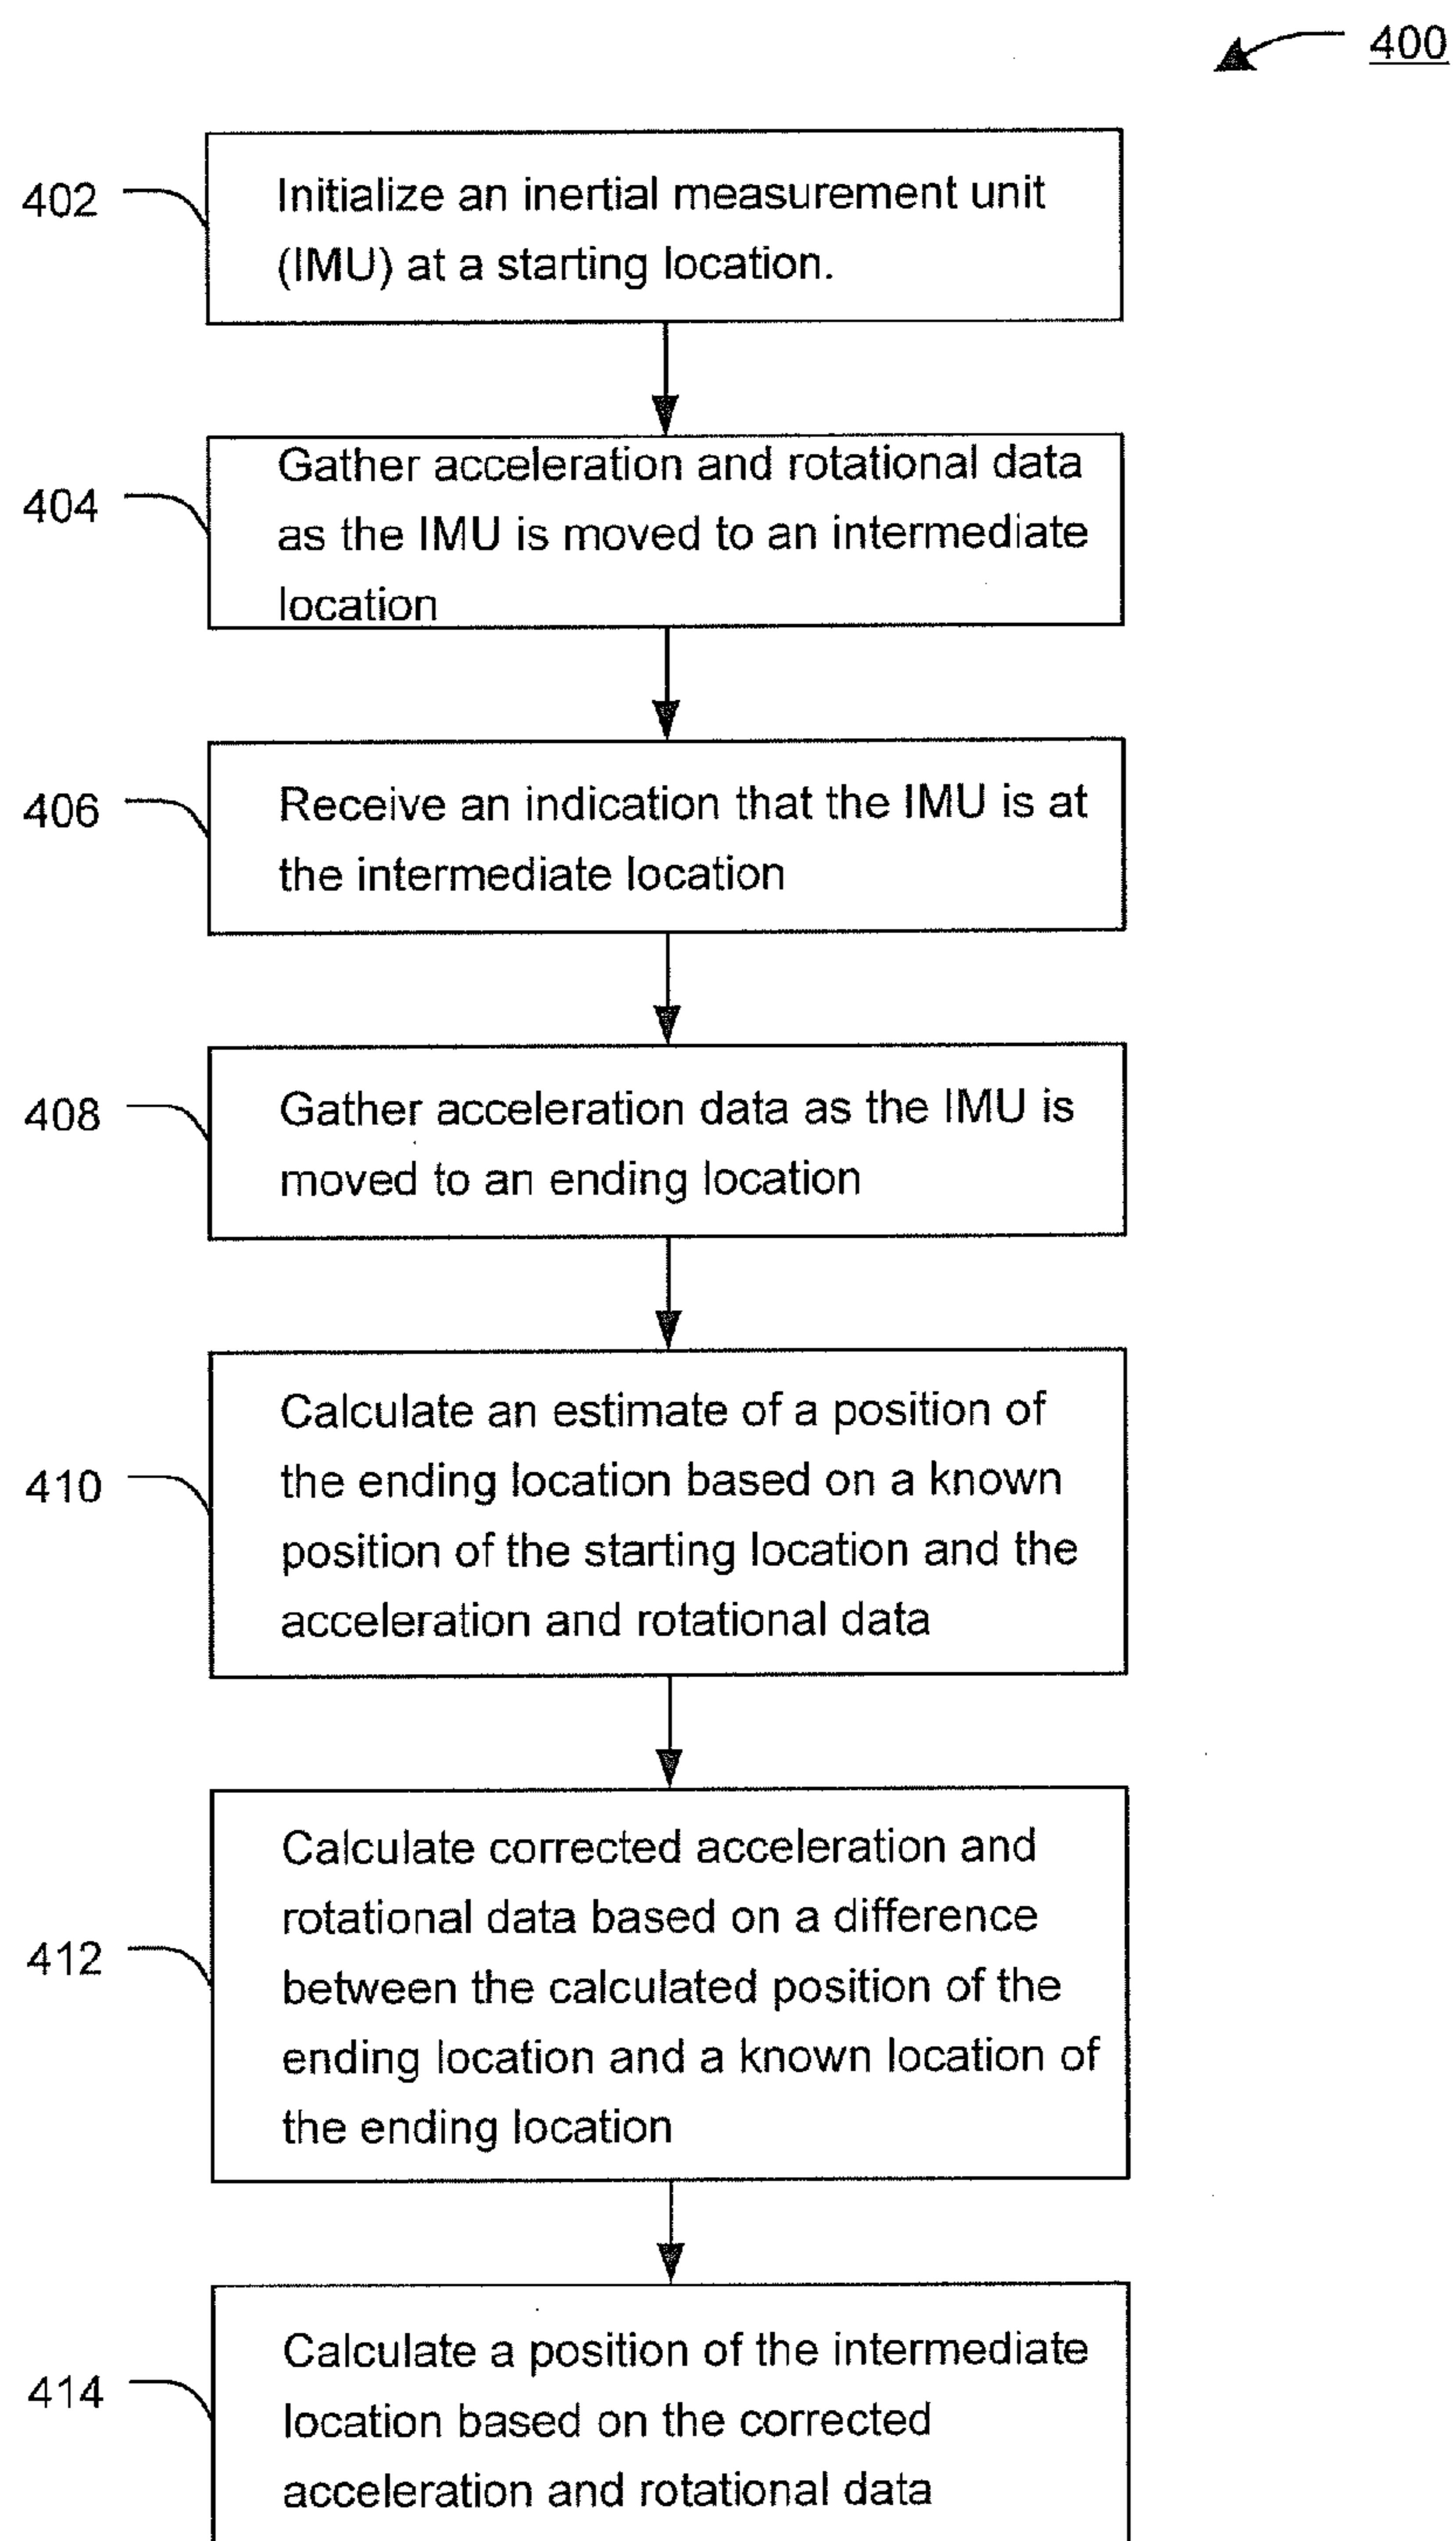 400
402
Initialize an inertial measurement unit
(IMU) at a starting location.
404
Gather acceleration and rotational data
as the IMU is moved to an intermediate
location
406
Receive an indication that the IMU is at
the intermediate location
408
Gather acceleration data as the IMU is
moved to an ending location
410
Calculate an estimate of a position of
the ending location based on a known
position of the starting location and the
acceleration and rotational data
412
Calculate corrected acceleration and
rotational data based on a difference
between the calculated position of the
ending location and a known location of
the ending location
414
Calculate a position of the intermediate
location based on the corrected
acceleration and rotational data